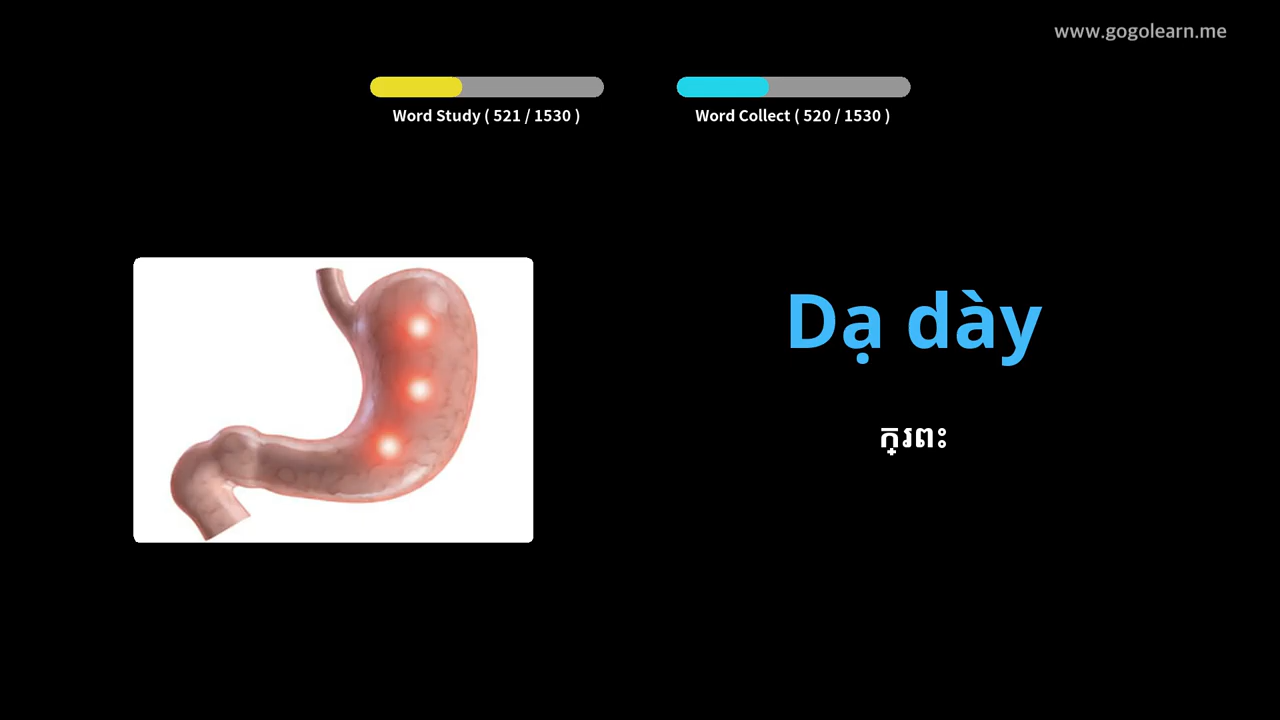 www.gogolearn.me
Word Study ( 521 / 1530 )
Word Collect ( 520 / 1530 )
Dạ dày
ក្រពះ